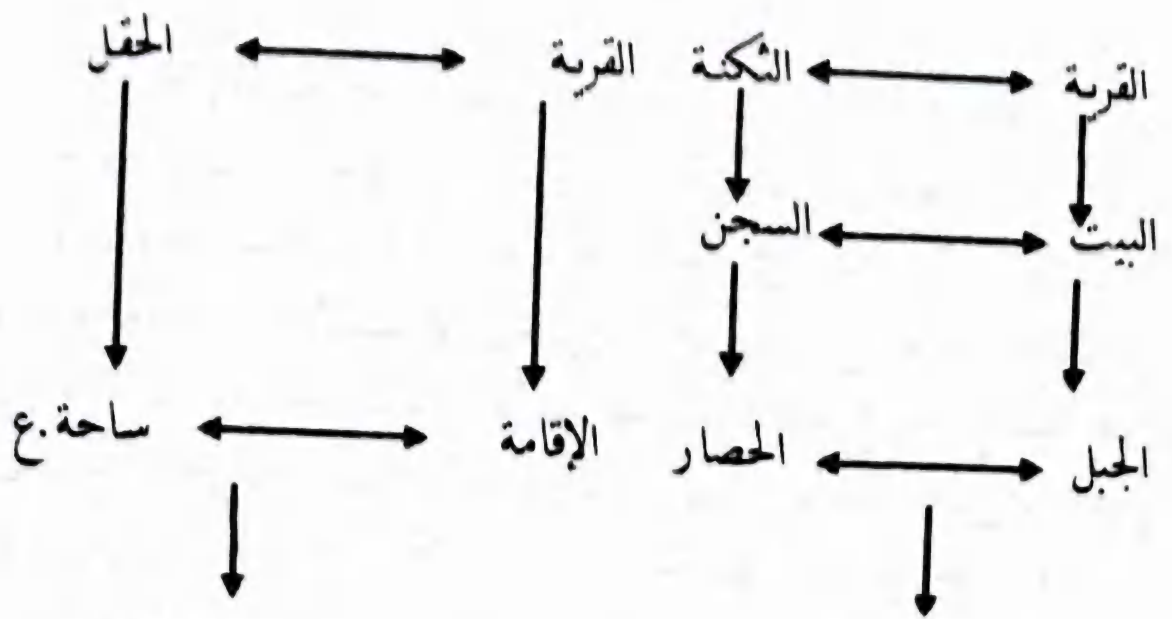 القرية الثكنة القرية الحقل
البيت السجن
الجبل الحصار الإقامة ساحة.ع